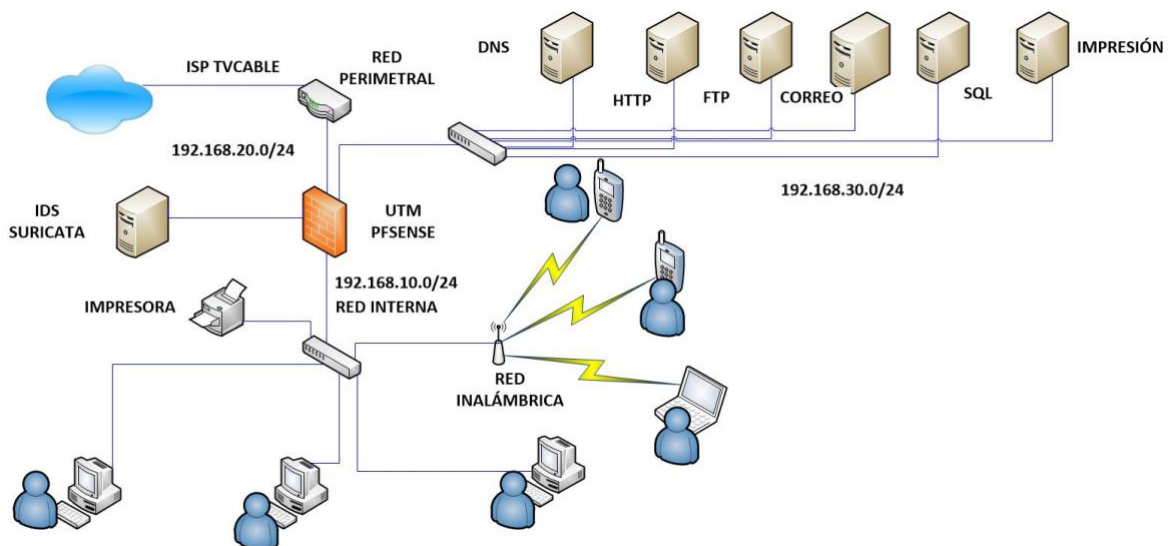 DNS
IMPRESIÓN
ISP TVCABLE
RED
PERIMETRAL
HTTP
FTP
CORREO
SQL
192.168.20.0/24
192.168.30.0/24
IDS
SURICATA
UTM
PFSENSE
192.168.10.0/24
RED INTERNA
IMPRESORA
RED
INALÁMBRICA